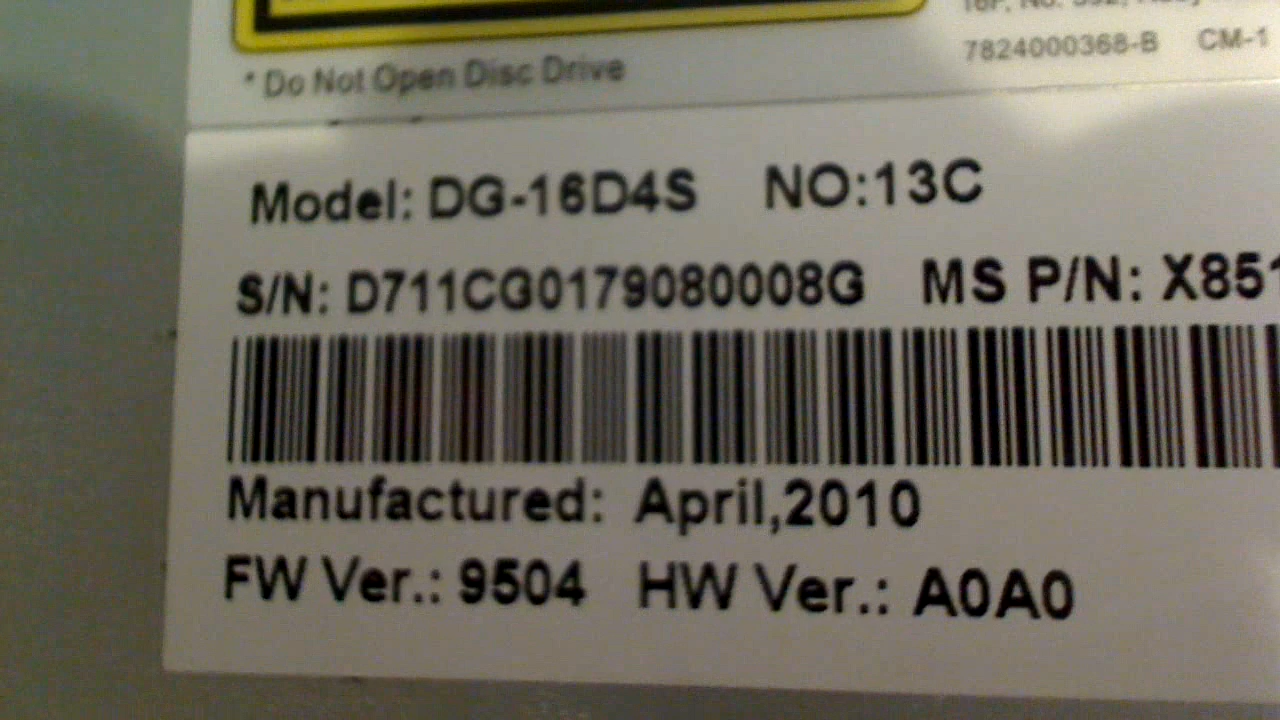 7824000368-B CM-1
* Do Not Open Disc Drive
Model: DG-16D4S NO:13C
S/N: D711CG0179080008G MS P/N: X851
Manufactured: April,2010
FW Ver.: 9504 HW Ver.: A0A0